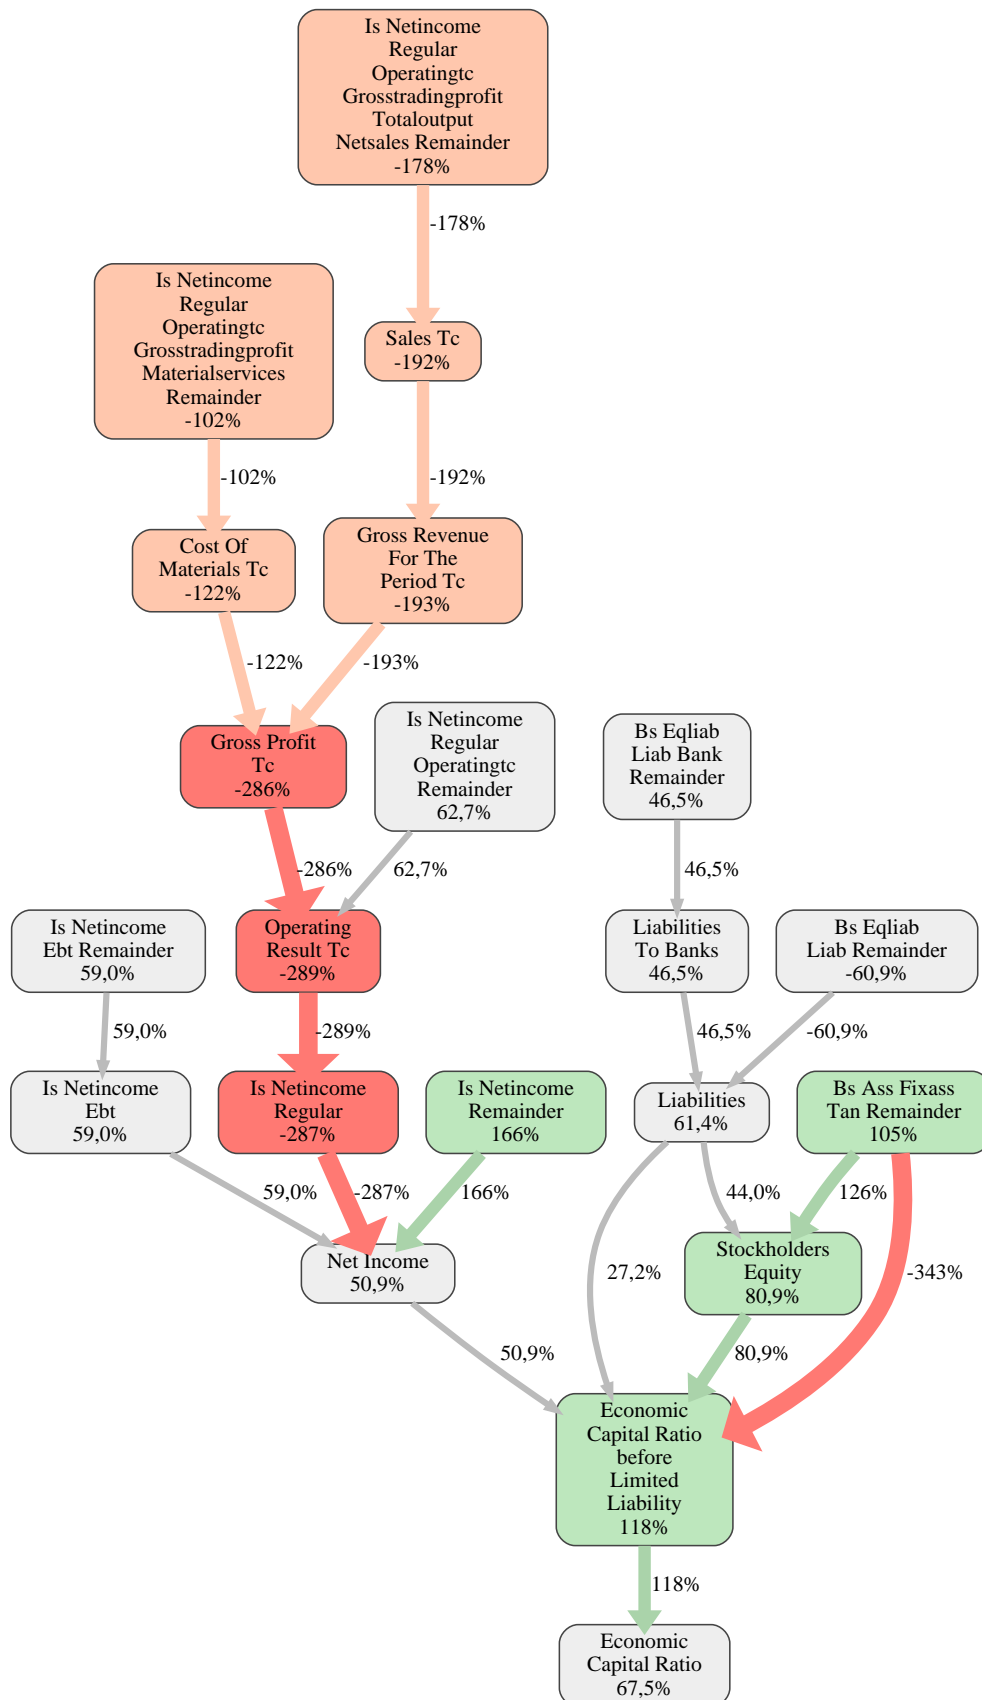 Is Netincome
Regular
Operatingtc
Grosstradingprofit
Totaloutput
Netsales Remainder
-178%
-178%
Is Netincome
Regular
Operatingtc
Grosstradingprofit
Materialservices
Remainder
-102%
Sales Tc
-192%
-102%
-192%
Cost Of
Materials Tc
-122%
Gross Revenue
For The
Period Tc
-193%
-122%
-193%
Gross Profit
Tc
-286%
Is Netincome
Regular
Operatingtc
Remainder
62,7%
Bs Eqliab
Liab Bank
Remainder
46,5%
-286%
62,7%
46,5%
Is Netincome
Ebt Remainder
59,0%
Operating
Result Tc
-289%
Liabilities
To Banks
46,5%
Bs Eqliab
Liab Remainder
-60,9%
59,0%
-289%
46,5%
-60,9%
Is Netincome
Ebt
59,0%
Is Netincome
Regular
-287%
Is Netincome
Remainder
166%
Liabilities
61,4%
Bs Ass Fixass
Tan Remainder
105%
59,0%
-287%
166%
44,0%
126%
Net Income
50,9%
27,2%
Stockholders
Equity
80,9%
-343%
50,9%
80,9%
Economic
Capital Ratio
before
Limited
Liability
118%
118%
Economic
Capital Ratio
67,5%